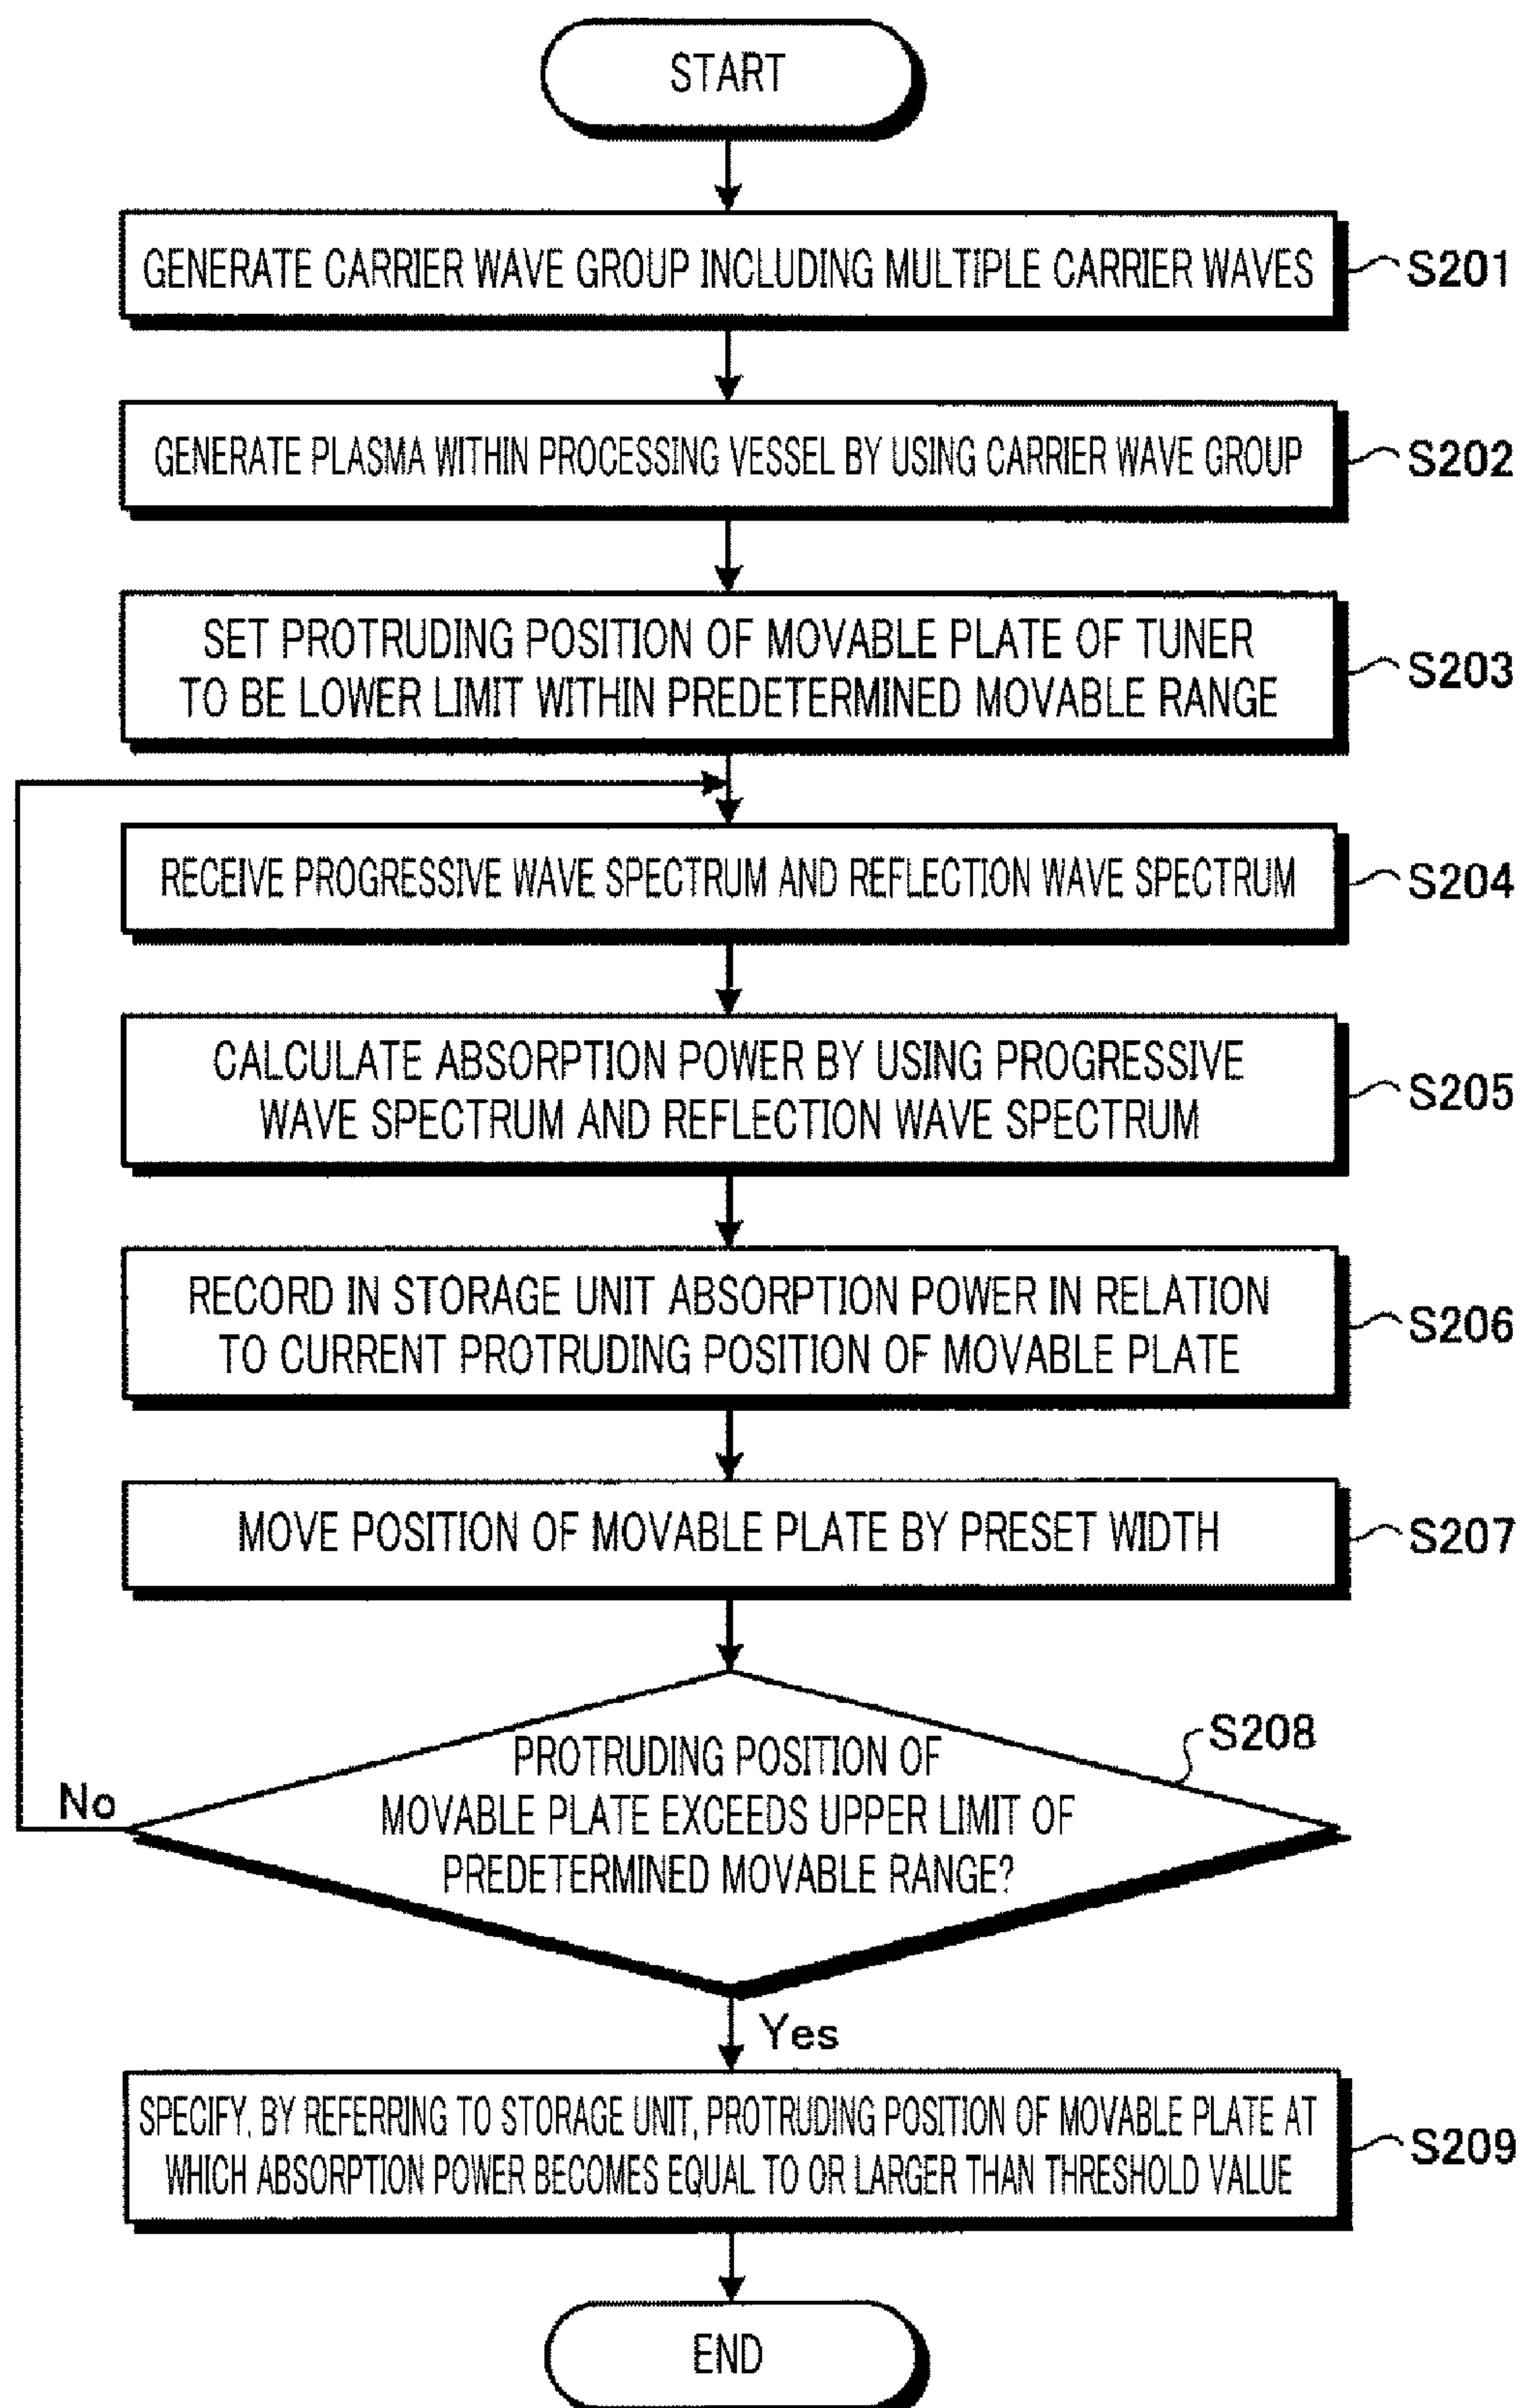 START
GENERATE CARRIER WAVE GROUP INCLUDING MULTIPLE CARRIER WAVES
S201
GENERATE PLASMA WITHIN PROCESSING VESSEL BY USING CARRIER WAVE GROUP
S202
SET PROTRUDING POSITION OF MOVABLE PLATE OF TUNER
TO BE LOWER LIMIT WITHIN PREDETERMINED MOVABLE RANGE
S203
RECEIVE PROGRESSIVE WAVE SPECTRUM AND REFLECTION WAVE SPECTRUM
S204
CALCULATE ABSORPTION POWER BY USING PROGRESSIVE
WAVE SPECTRUM AND REFLECTION WAVE SPECTRUM
S205
RECORD IN STORAGE UNIT ABSORPTION POWER IN RELATION
TO CURRENT PROTRUDING POSITION OF MOVABLE PLATE
S206
MOVE POSITION OF MOVABLE PLATE BY PRESET WIDTH
S207
S208
PROTRUDING POSITION OF
MOVABLE PLATE EXCEEDS UPPER LIMIT OF
PREDETERMINED MOVABLE RANGE?
No
Yes
SPECIFY, BY REFERRING TO STORAGE UNIT, PROTRUDING POSITION OF MOVABLE PLATE AT
WHICH ABSORPTION POWER BECOMES EQUAL TO OR LARGER THAN THRESHOLD VALUE
S209
END